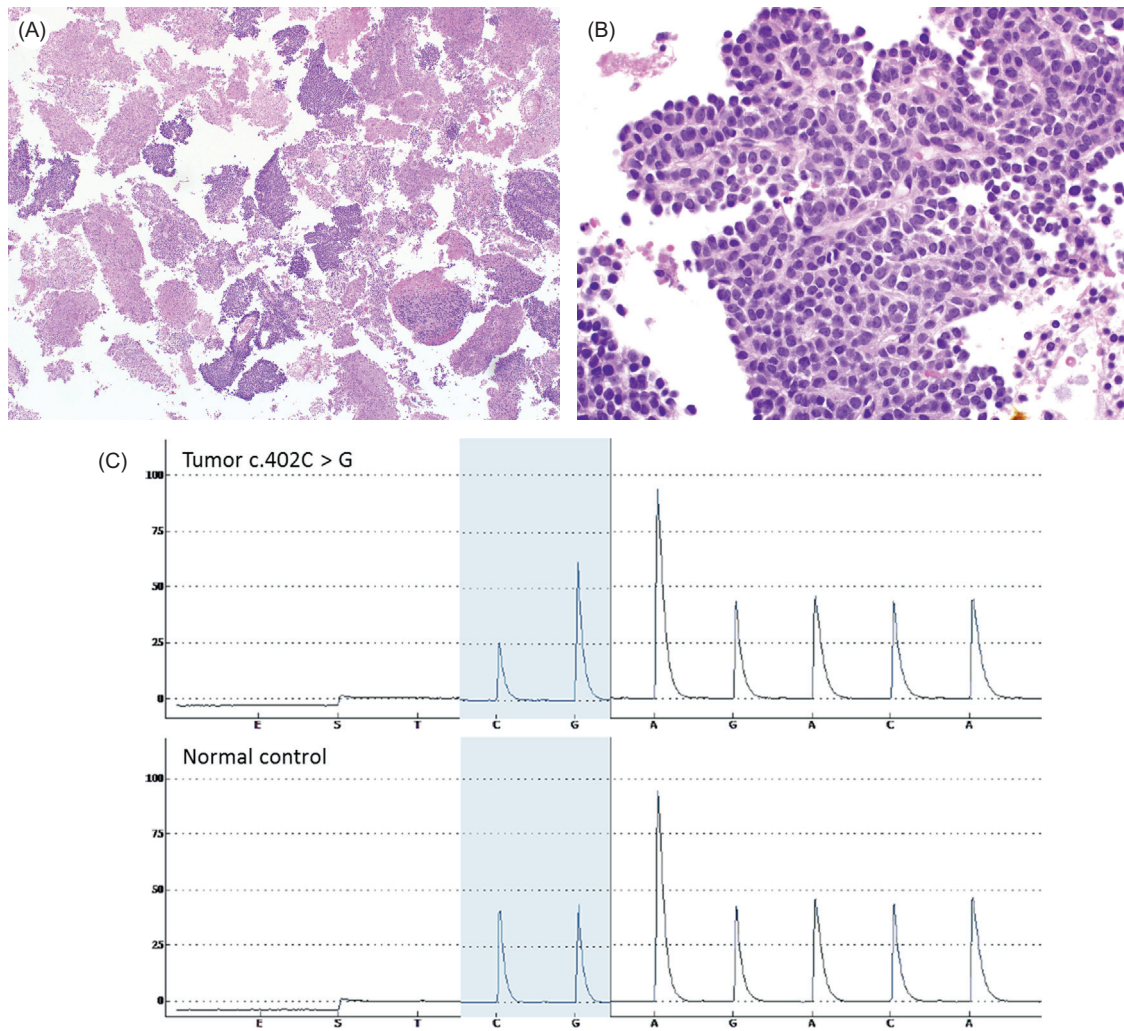 (A)
(B)
(C)
Tumor c.402C > G
100
75
50
25
0
E S T C G A G A C A
Normal control
100
75
50
25
0
E S T C G A G A C A